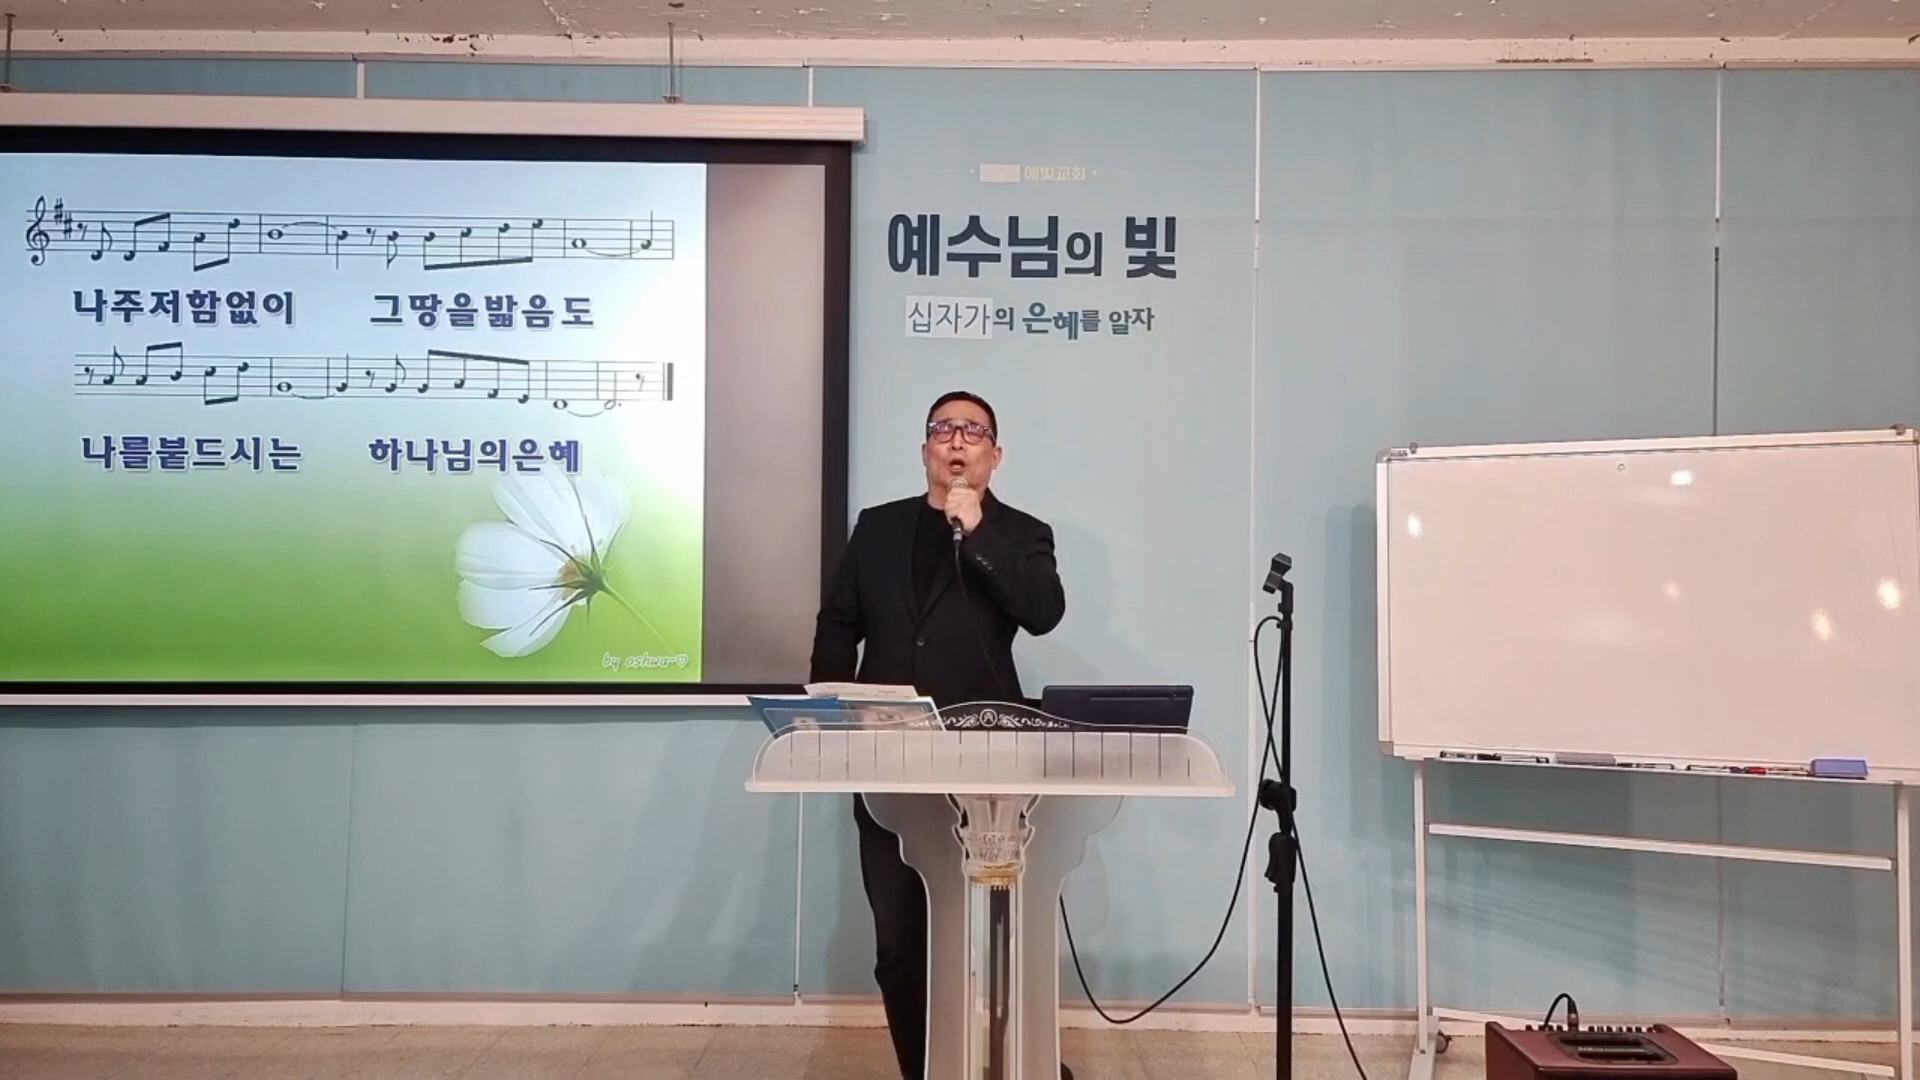 나주저함없이 그땅을밟음도
나를붙드시는 하나님의은혜
by oshwa~♡
예빛교회
예수님의 빛
십자가의 은혜를 알자